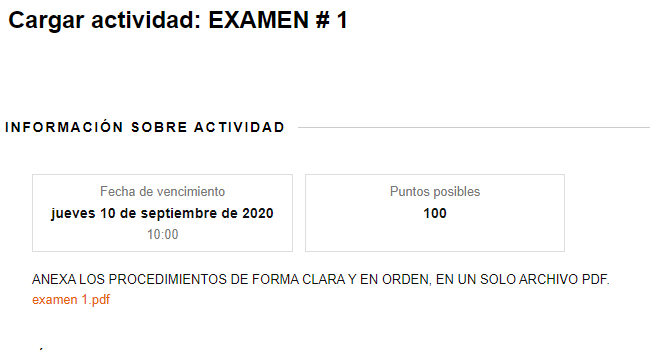 Cargar actividad: EXAMEN # 1
INFORMACIÓN SOBRE ACTIVIDAD
Fecha de vencimiento
jueves 10 de septiembre de 2020
10:00
Puntos posibles
100
ANEXA LOS PROCEDIMIENTOS DE FORMA CLARA Y EN ORDEN, EN UN SOLO ARCHIVO PDF.
examen 1.pdf